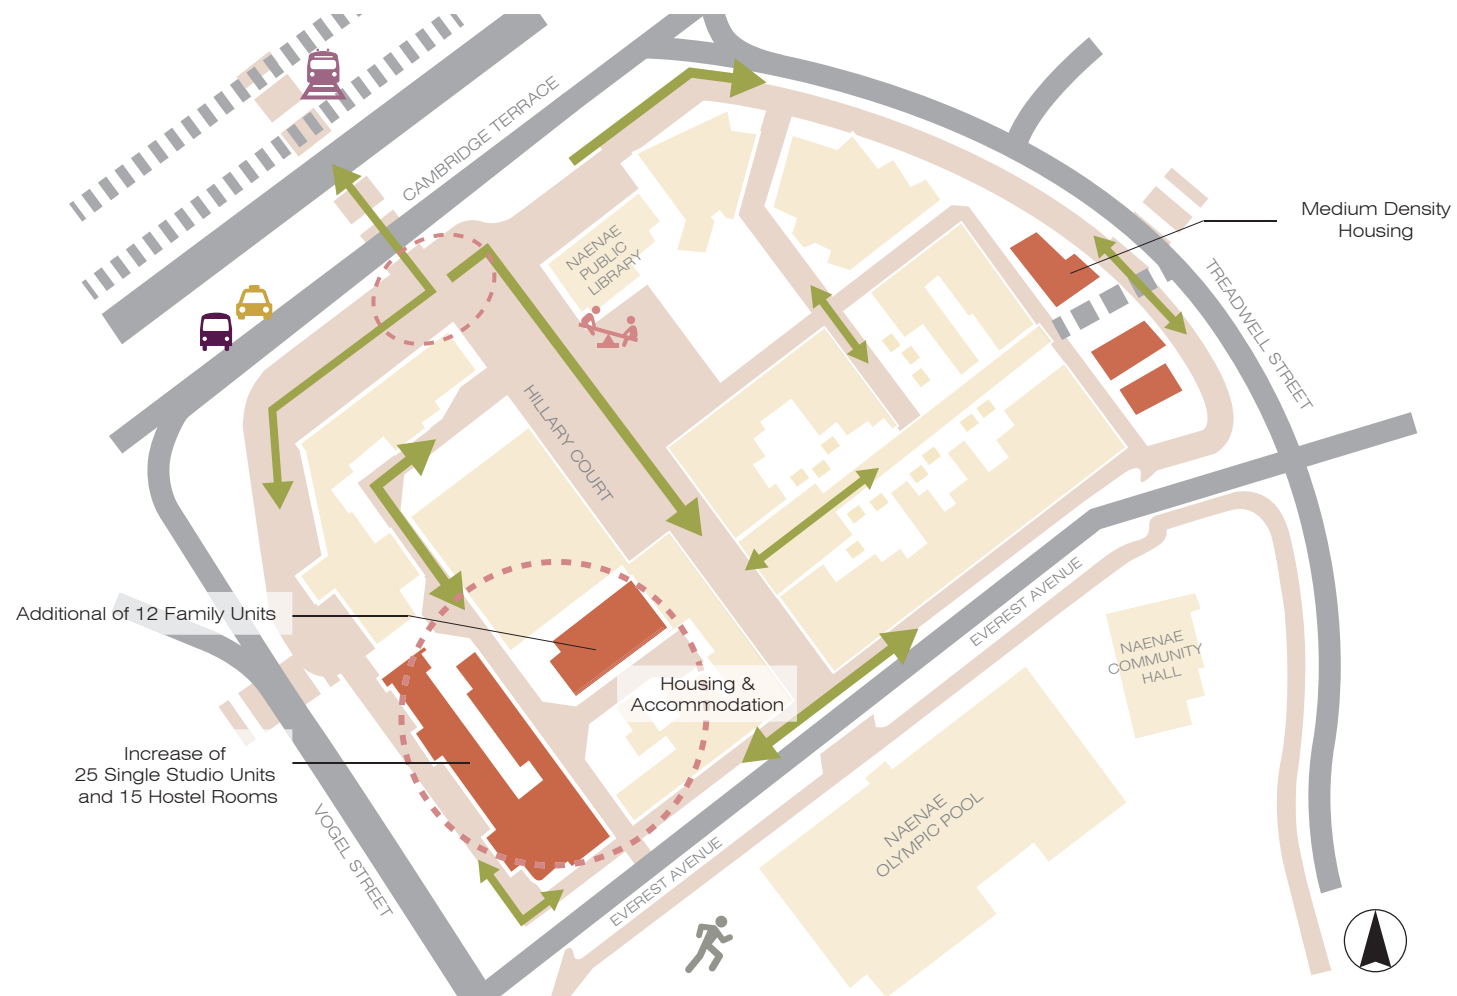 CAMBRIDGE TERRACE
Medium Density
Housing
NAENAE
PUBLIC
LIBRARY
TREADWELL STREET
HILLARY COURT
Additional of 12 Family Units
EVEREST AVENUE
NAENAE
COMMUNITY
HALL
Housing &
Accommodation
Increase of
25 Single Studio Units
and 15 Hostel Rooms
VOGEL STREET
NAENAE
OLYMPIC POOL
EVEREST AVENUE